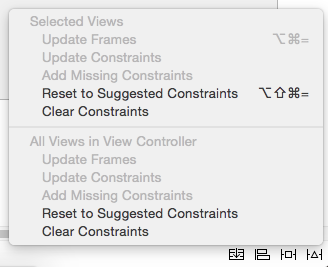 Selected Views
Update Frames ⌥⌘=
Update Constraints
Add Missing Constraints
Reset to Suggested Constraints ⌥⇧⌘=
Clear Constraints
All Views in View Controller
Update Frames
Update Constraints
Add Missing Constraints
Reset to Suggested Constraints
Clear Constraints